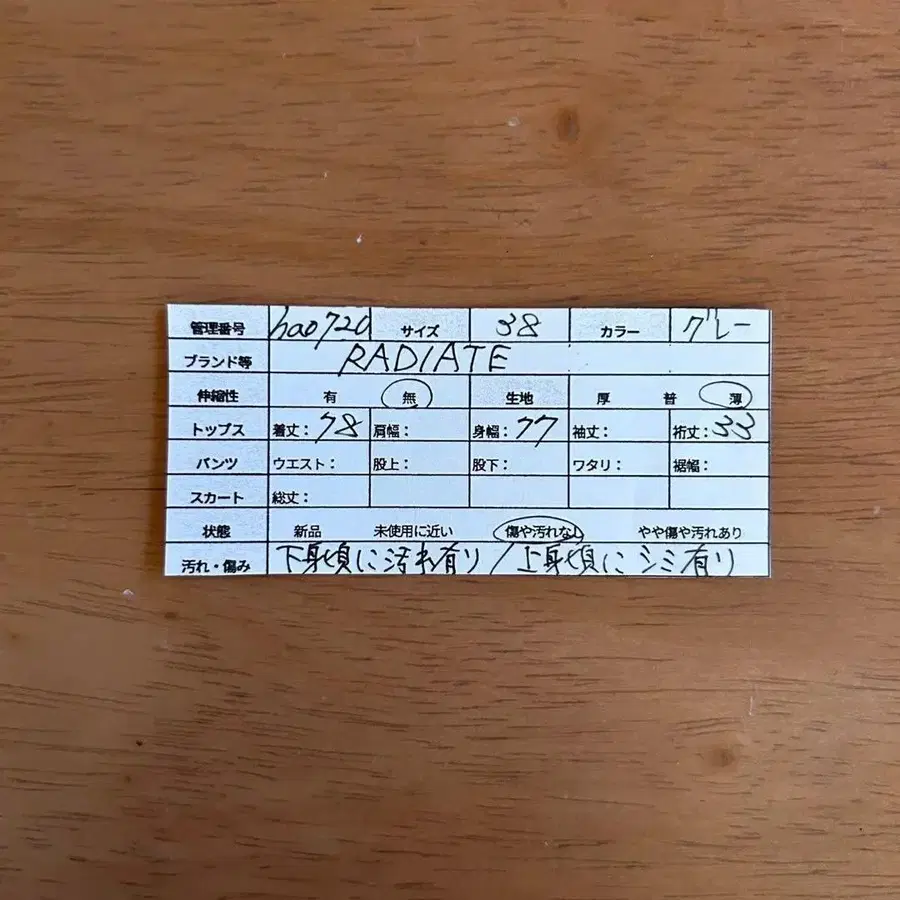 管理番号 hao720 サイズ 38 カラー グレー
ブランド等 RADIATE
伸縮性 有 無 生地 厚 普 薄
トップス 着丈：78 肩幅： 身幅：77 袖丈： 裄丈：33
パンツ ウエスト： 股上： 股下： ワタリ： 裾幅：
スカート 総丈：
状態 新品 未使用に近い 傷や汚れなし やや傷や汚れあり
汚れ・傷み 下身頃に汚れ有り / 上身頃にシミ有り